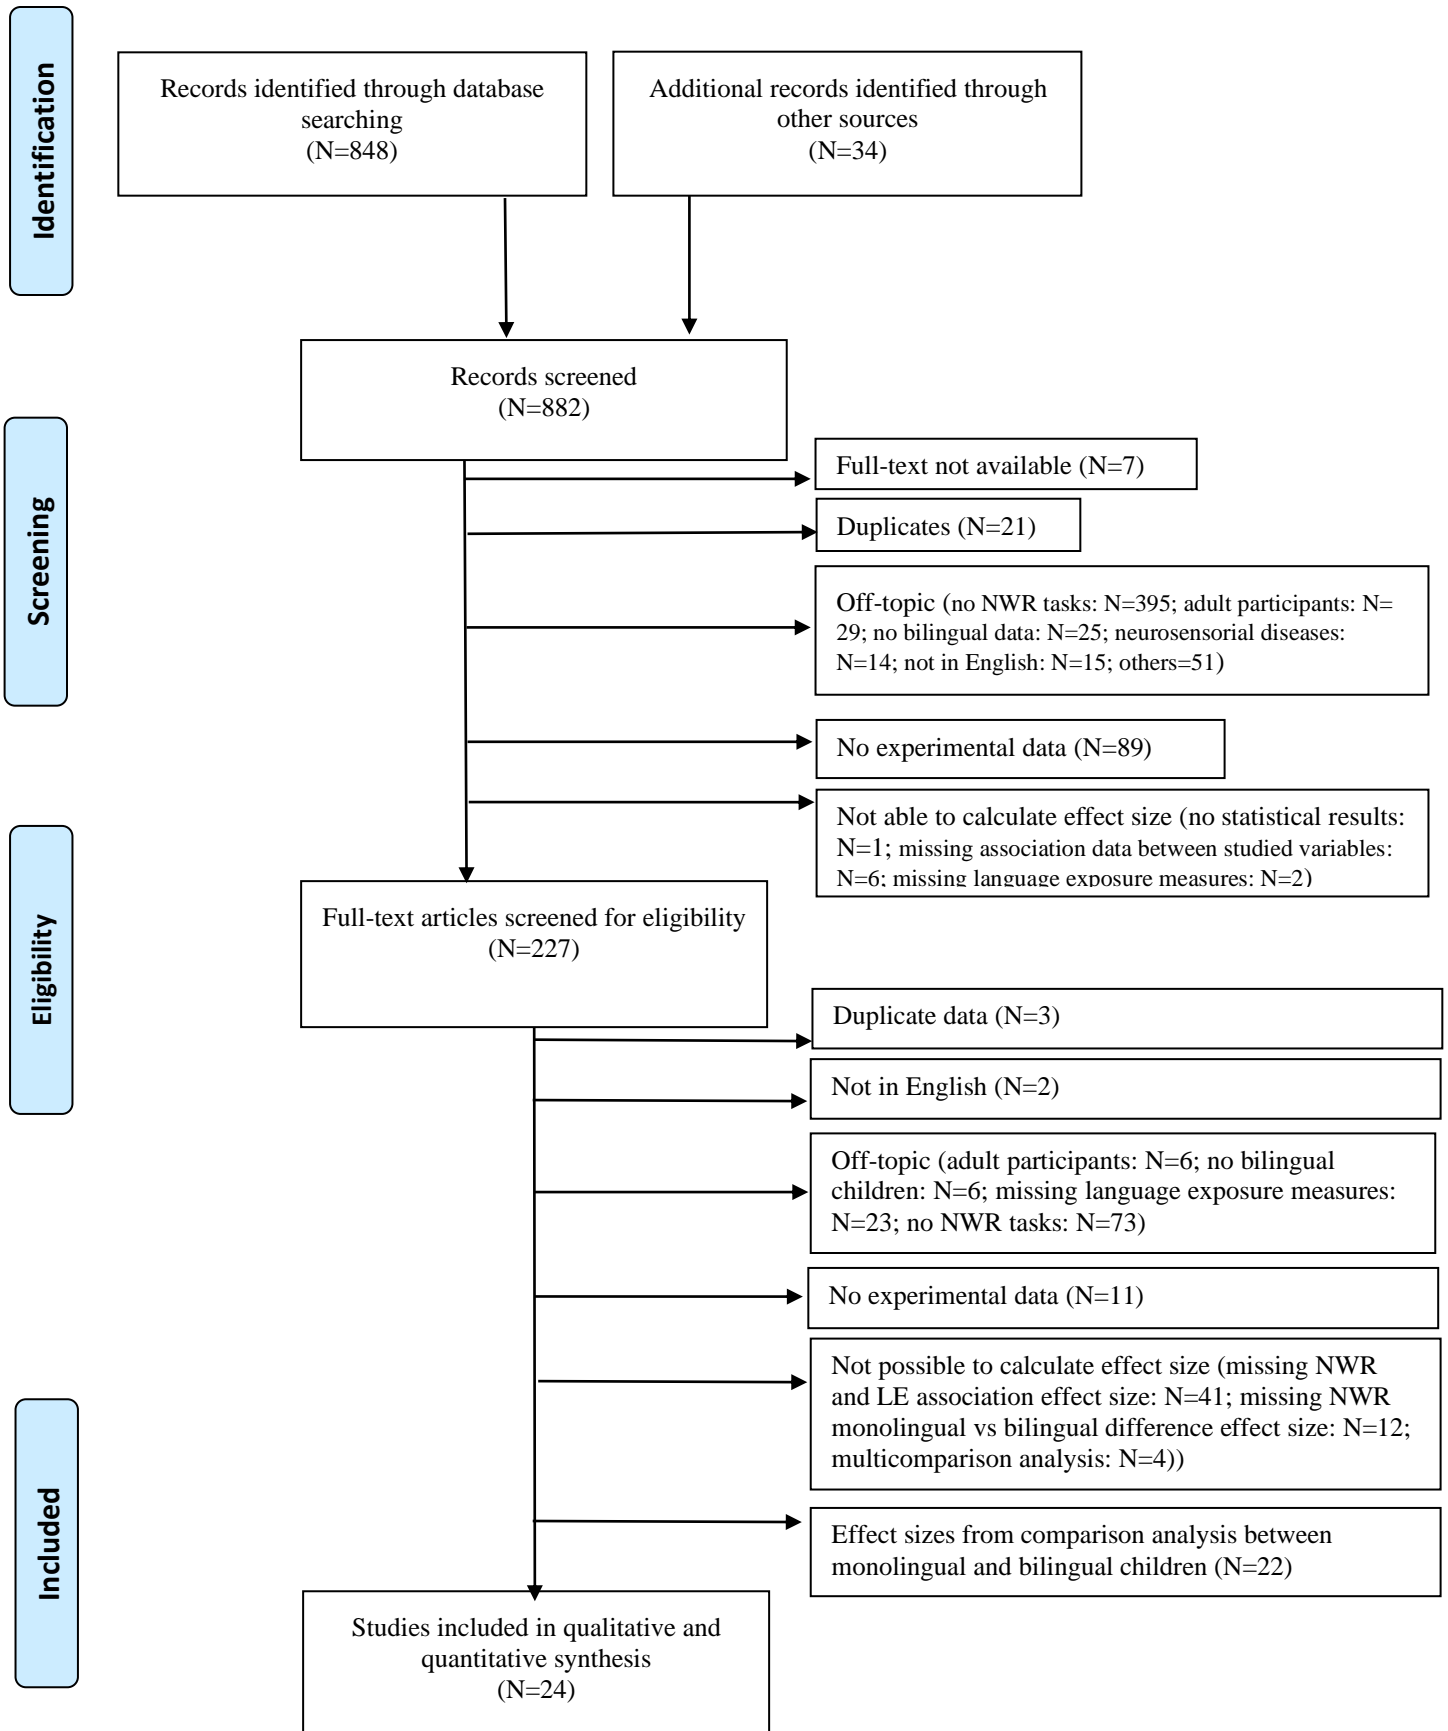 Identification
Records identified through database
searching
(N=848)
Additional records identified through
other sources
(N=34)
Records screened
(N=882)
Screening
Full-text not available (N=7)
Duplicates (N=21)
Off-topic (no NWR tasks: N=395; adult participants: N=
29; no bilingual data: N=25; neurosensorial diseases:
N=14; not in English: N=15; others=51)
No experimental data (N=89)
Not able to calculate effect size (no statistical results:
N=1; missing association data between studied variables:
N=6; missing language exposure measures: N=2)
Eligibility
Full-text articles screened for eligibility
(N=227)
Duplicate data (N=3)
Not in English (N=2)
Off-topic (adult participants: N=6; no bilingual
children: N=6; missing language exposure measures:
N=23; no NWR tasks: N=73)
No experimental data (N=11)
Not possible to calculate effect size (missing NWR
and LE association effect size: N=41; missing NWR
monolingual vs bilingual difference effect size: N=12;
multicomparison analysis: N=4))
Effect sizes from comparison analysis between
monolingual and bilingual children (N=22)
Included
Studies included in qualitative and
quantitative synthesis
(N=24)